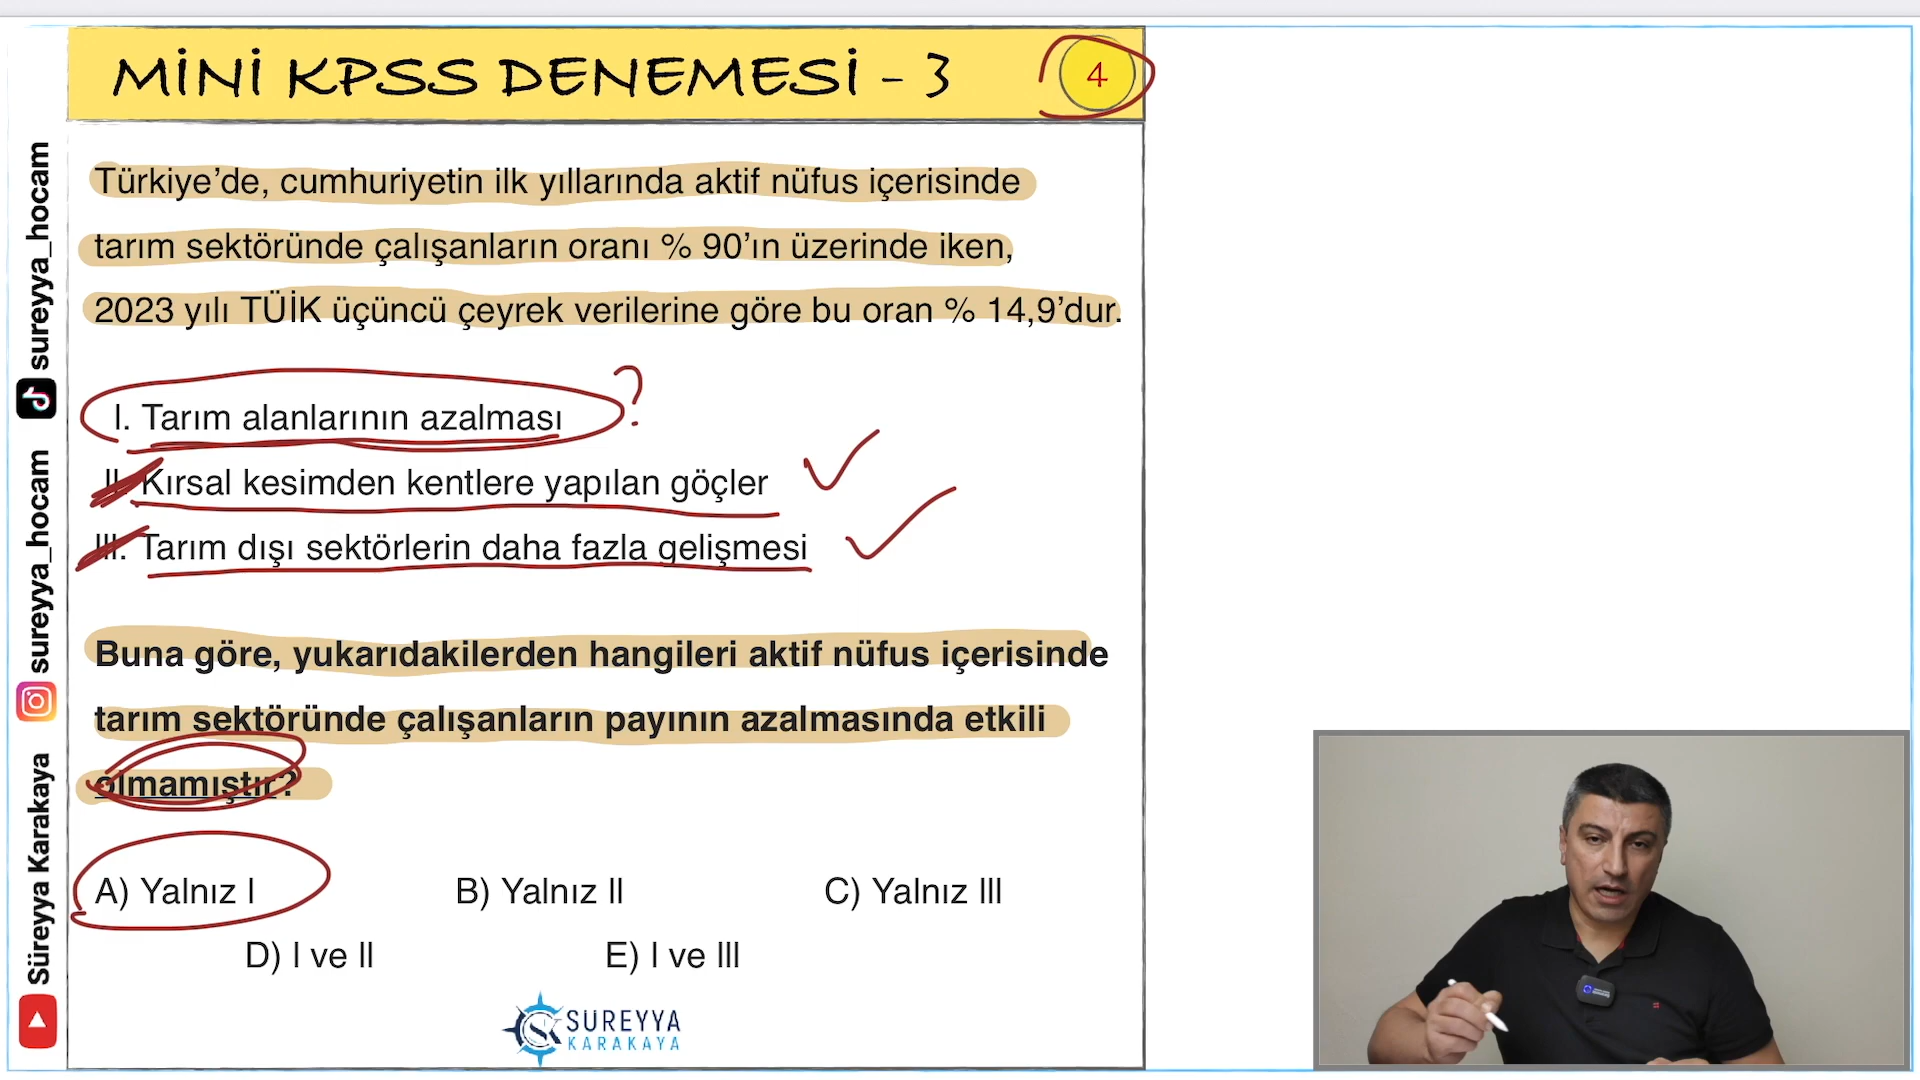 MİNİ KPSS DENEMESİ - 3
4
Türkiye’de, cumhuriyetin ilk yıllarında aktif nüfus içerisinde
tarım sektöründe çalışanların oranı % 90’ın üzerinde iken,
2023 yılı TÜİK üçüncü çeyrek verilerine göre bu oran % 14,9’dur.
I. Tarım alanlarının azalması
?
II. Kırsal kesimden kentlere yapılan göçler
III. Tarım dışı sektörlerin daha fazla gelişmesi
Buna göre, yukarıdakilerden hangileri aktif nüfus içerisinde
tarım sektöründe çalışanların payının azalmasında etkili
olmamıştır?
A) Yalnız I
B) Yalnız II
C) Yalnız III
D) I ve II
E) I ve III
SUREYYA
KARAKAYA
sureyya_hocam
sureyya_hocam
Süreyya Karakaya